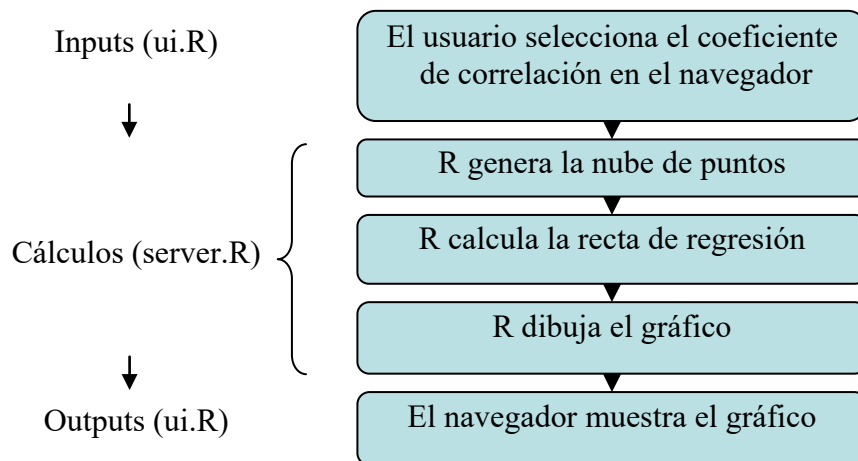 Inputs (ui.R)
El usuario selecciona el coeficiente
de correlación en el navegador
R genera la nube de puntos
Cálculos (server.R)
R calcula la recta de regresión
R dibuja el gráfico
Outputs (ui.R)
El navegador muestra el gráfico